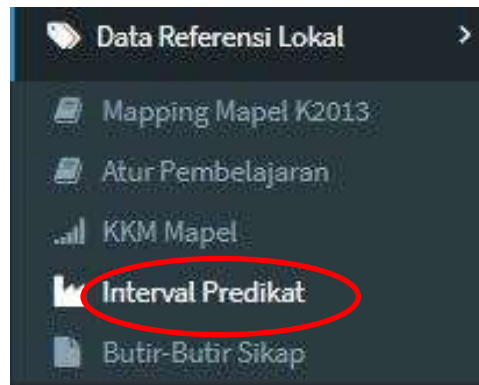 Data Referensi Lokal
Mapping Mapel K2013
Atur Pembelajaran
KKM Mapel
Interval Predikat
Butir-Butir Sikap